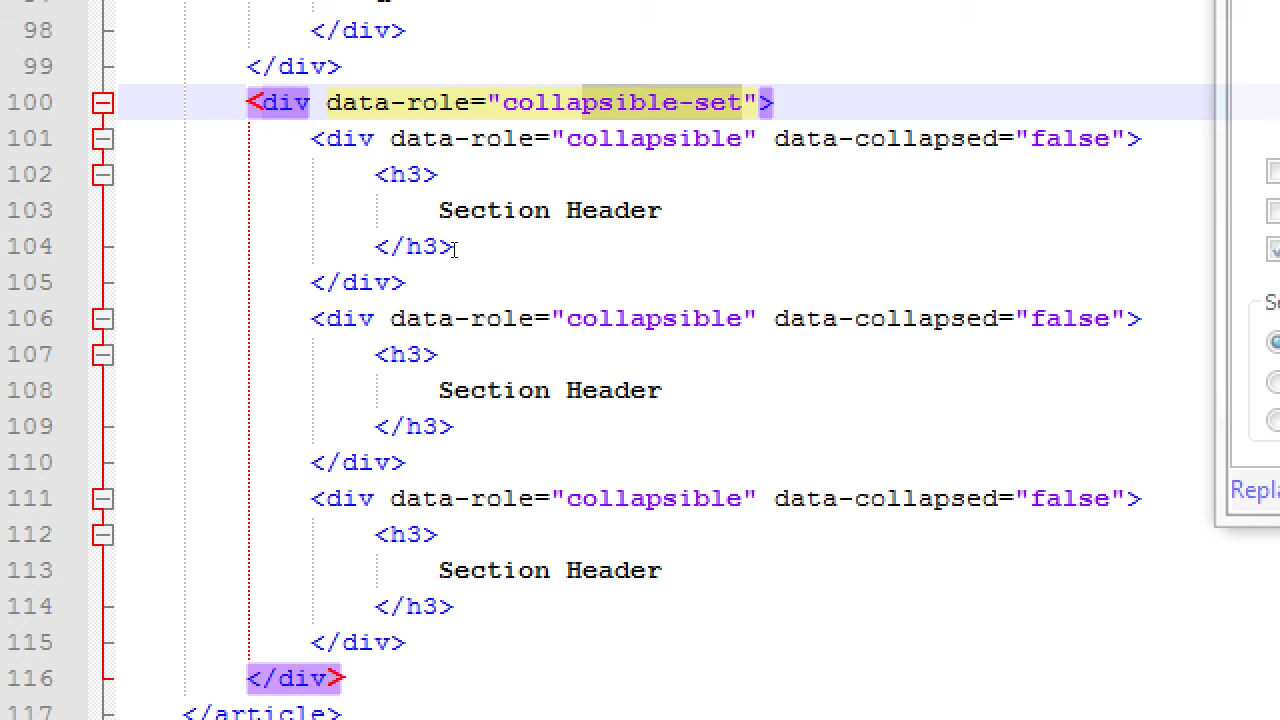 98 </div>
99 </div>
100 <div data-role="collapsible-set">
101 <div data-role="collapsible" data-collapsed="false">
102 <h3>
103 Section Header
104 </h3>
105 </div>
106 <div data-role="collapsible" data-collapsed="false">
107 <h3>
108 Section Header
109 </h3>
110 </div>
111 <div data-role="collapsible" data-collapsed="false">
112 <h3>
113 Section Header
114 </h3>
115 </div>
116 </div>
117 </article>